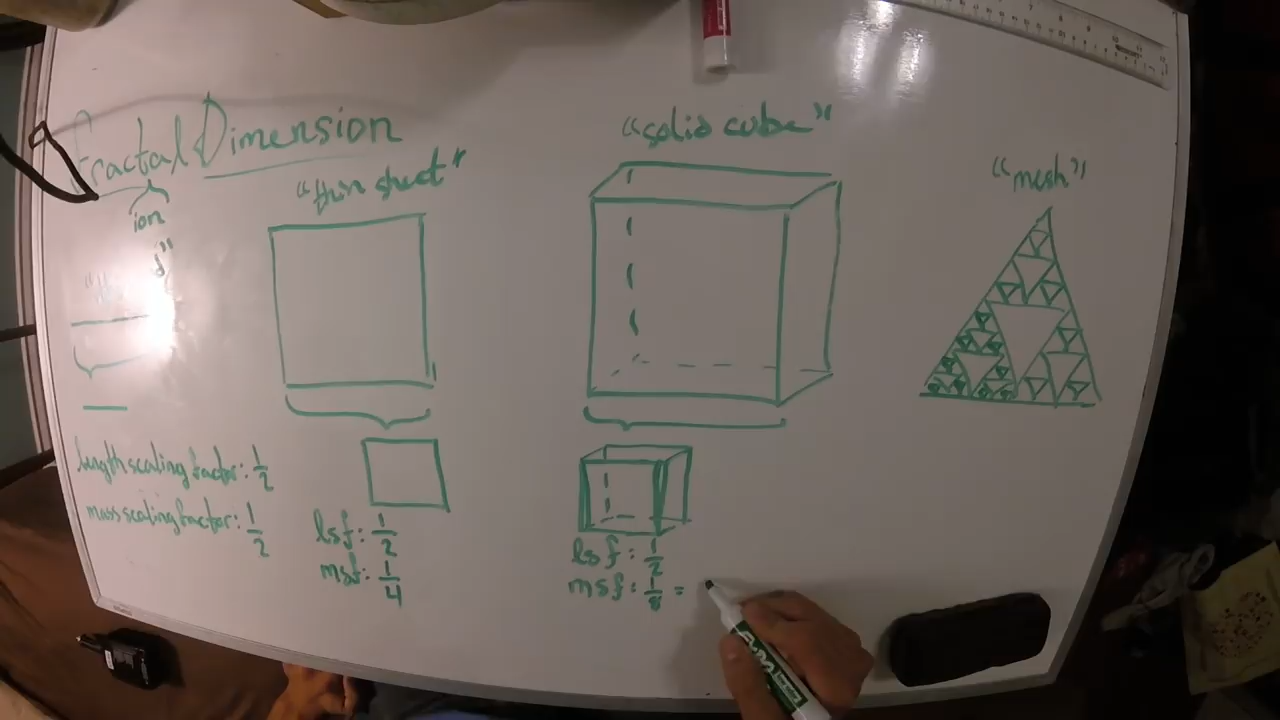 Fractal Dimension
ion
"thin sheet"
"solid cube"
"mesh"
length scaling factor: 1/2
mass scaling factor: 1/2
lsf: 1/2
msf: 1/4
lsf: 1/2
msf: 1/8 =
EXPO